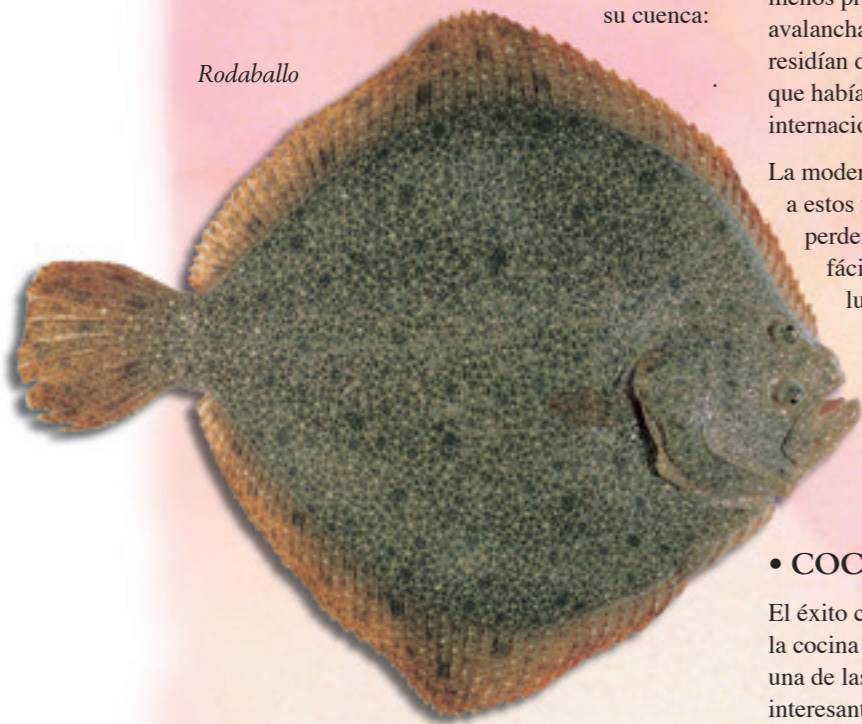 su cuenca:
Rodaballo
menos pr
avalancha
residían d
que había
internacio
La moder
a estos
perder
fáci
lu
• COC
El éxito c
la cocina
una de las
interesant